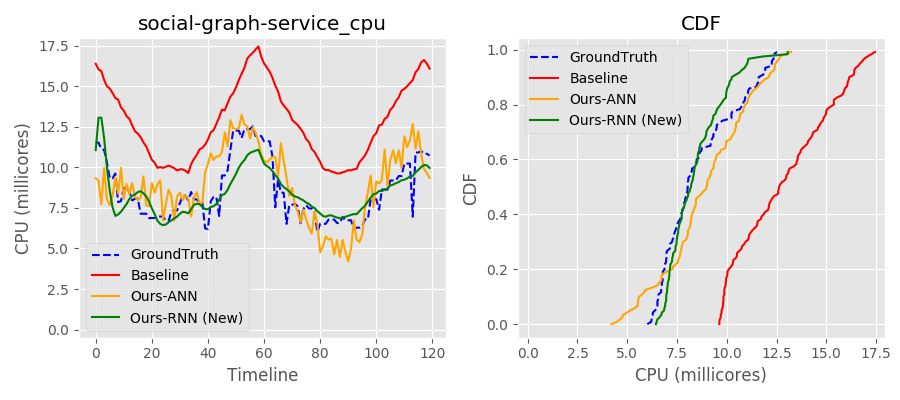 social-graph-service_cpu
CPU (millicores)
17.5
15.0
12.5
10.0
7.5
5.0
2.5
0.0
GroundTruth
Baseline
Ours-ANN
Ours-RNN (New)
0 20 40 60 80 100 120
Timeline
CDF
CDF
1.0
0.8
0.6
0.4
0.2
0.0
GroundTruth
Baseline
Ours-ANN
Ours-RNN (New)
0.0 2.5 5.0 7.5 10.0 12.5 15.0 17.5
CPU (millicores)